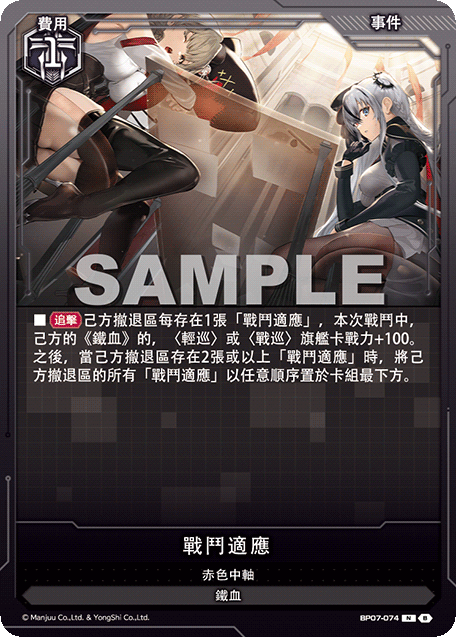 費用
事件
1
SAMPLE
■ 追擊 己方撤退區每存在1張「戰鬥適應」，本次戰鬥中，
己方的《鐵血》的，〈輕巡〉或〈戰巡〉旗艦卡戰力+100。
之後，當己方撤退區存在2張或以上「戰鬥適應」時，將己
方撤退區的所有「戰鬥適應」以任意順序置於卡組最下方。
戰鬥適應
赤色中軸
鐵血
© Manjuu Co.,Ltd. & YongShi Co.,Ltd.
BP07-074 N B